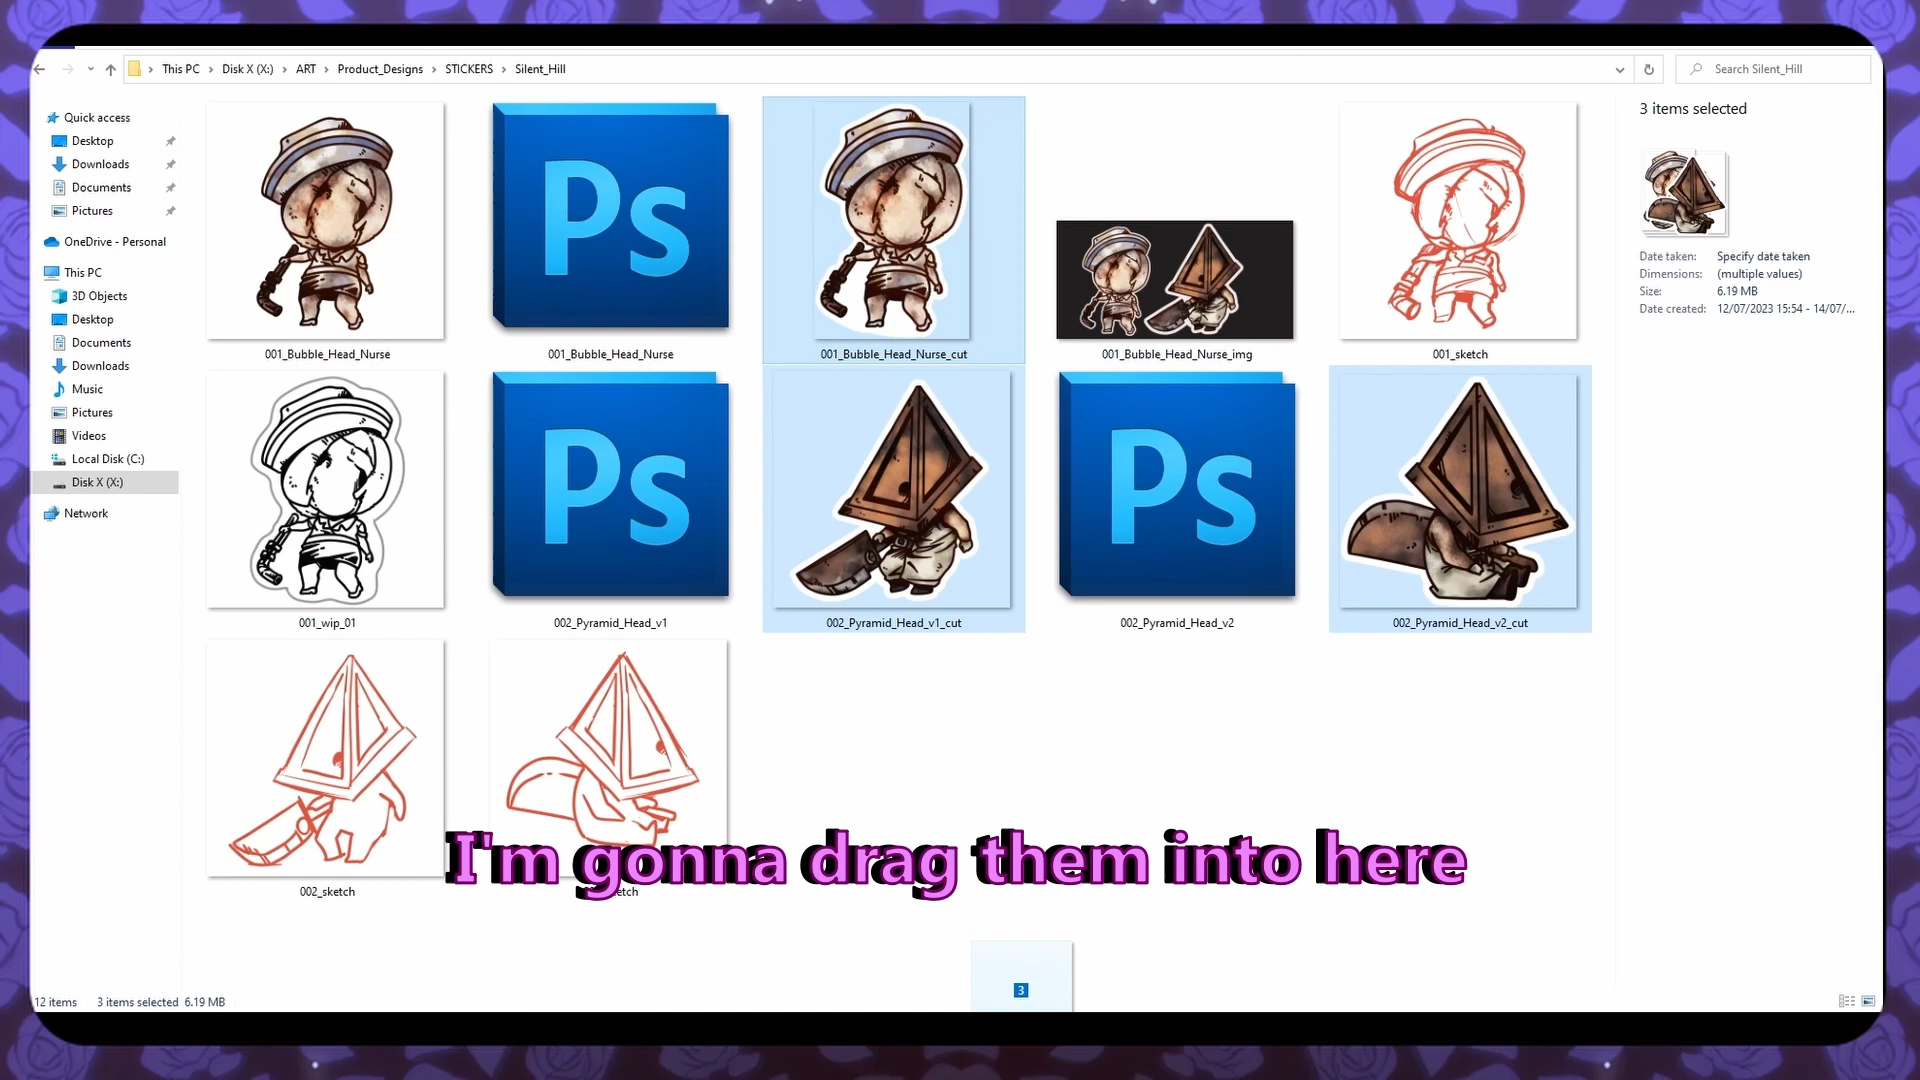 This PC > Disk X (X:) > ART > Product_Designs > STICKERS > Silent_Hill
Search Silent_Hill
Quick access
Desktop
Downloads
Documents
Pictures
OneDrive - Personal
This PC
3D Objects
Desktop
Documents
Downloads
Music
Pictures
Videos
Local Disk (C:)
Disk X (X:)
Network
Ps
001_Bubble_Head_Nurse
001_Bubble_Head_Nurse
001_Bubble_Head_Nurse_cut
001_Bubble_Head_Nurse_img
001_sketch
Ps
Ps
001_wip_01
002_Pyramid_Head_v1
002_Pyramid_Head_v1_cut
002_Pyramid_Head_v2
002_Pyramid_Head_v2_cut
I'm gonna drag them into here
002_sketch
3 items selected
Date taken: Specify date taken
Dimensions: (multiple values)
Size: 6.19 MB
Date created: 12/07/2023 15:54 - 14/07/...
3
12 items 3 items selected 6.19 MB